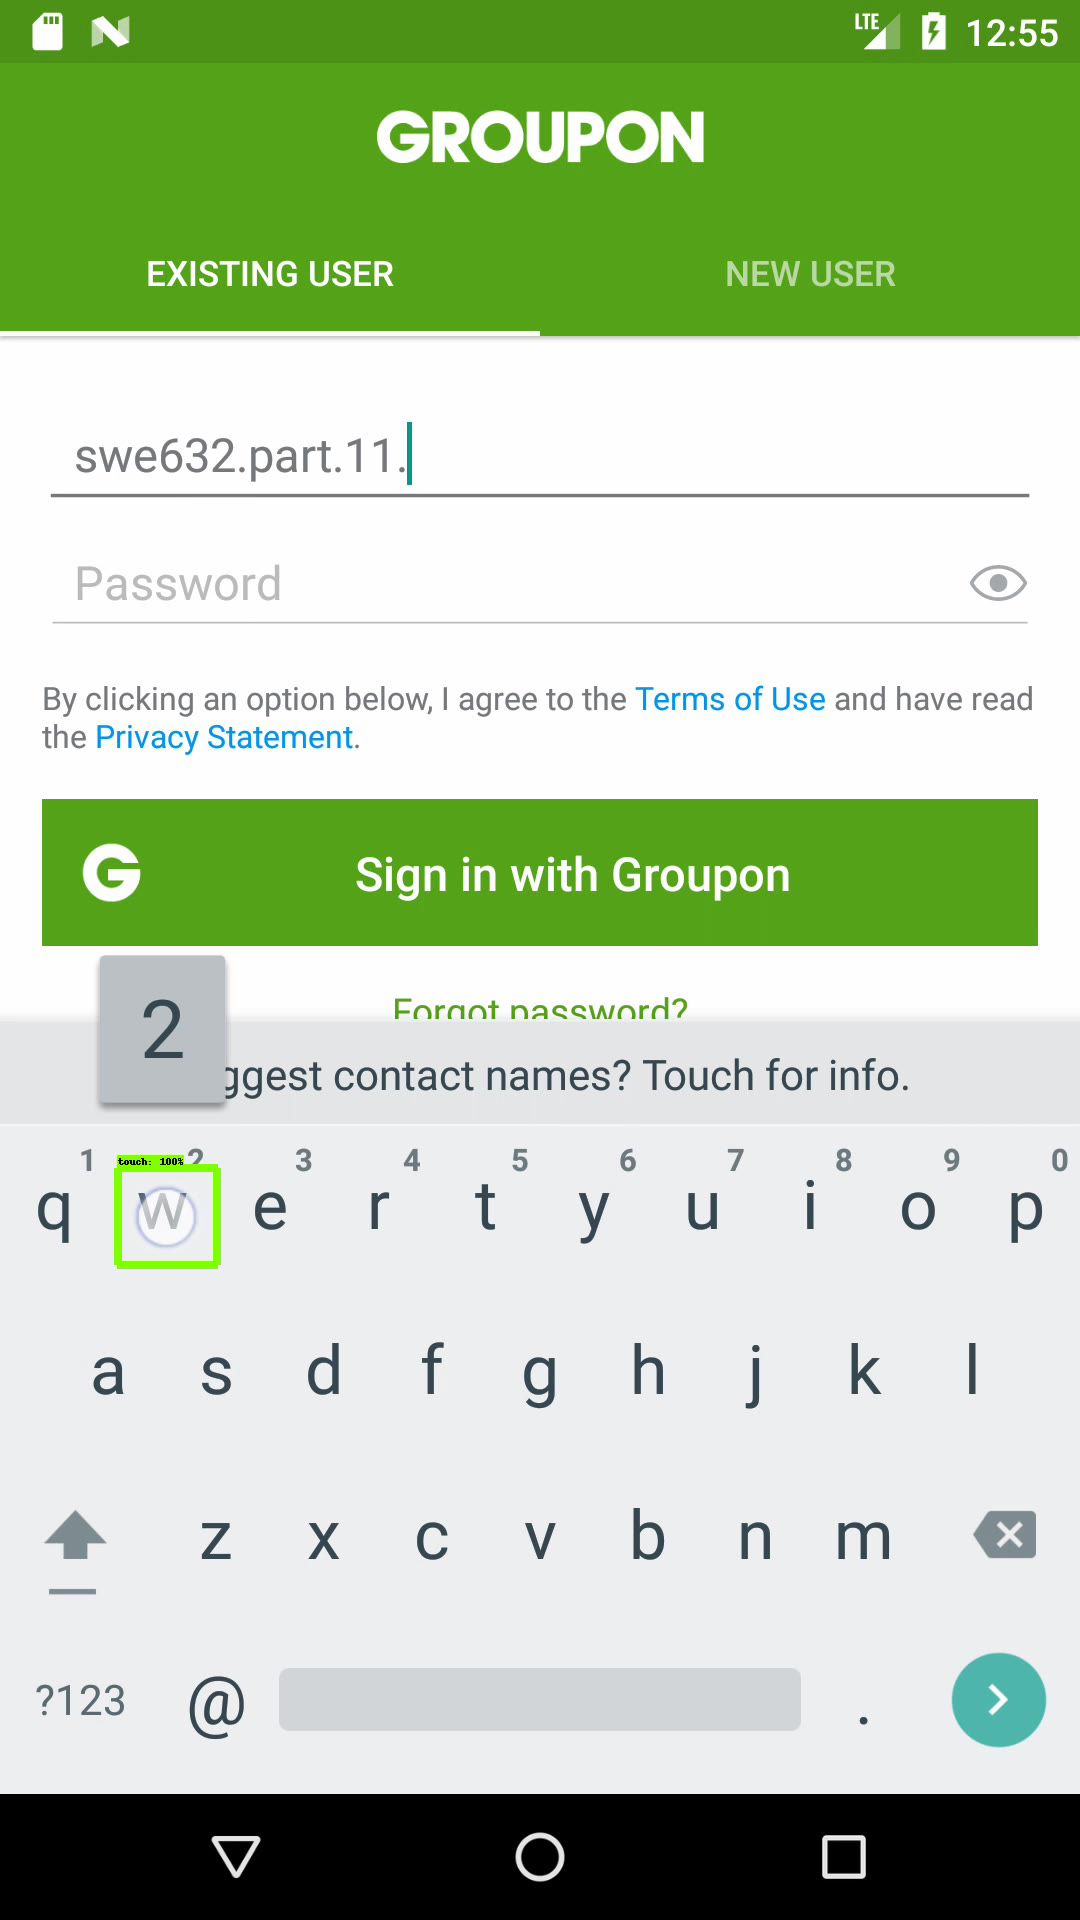 LTE 12:55
GROUPON
EXISTING USER NEW USER
swe632.part.11.
Password
By clicking an option below, I agree to the Terms of Use and have read
the Privacy Statement.
G Sign in with Groupon
Forgot password?
2
ggest contact names? Touch for info.
touch: 100%
1 2 3 4 5 6 7 8 9 0
q w e r t y u i o p
a s d f g h j k l
z x c v b n m
?123 @ .